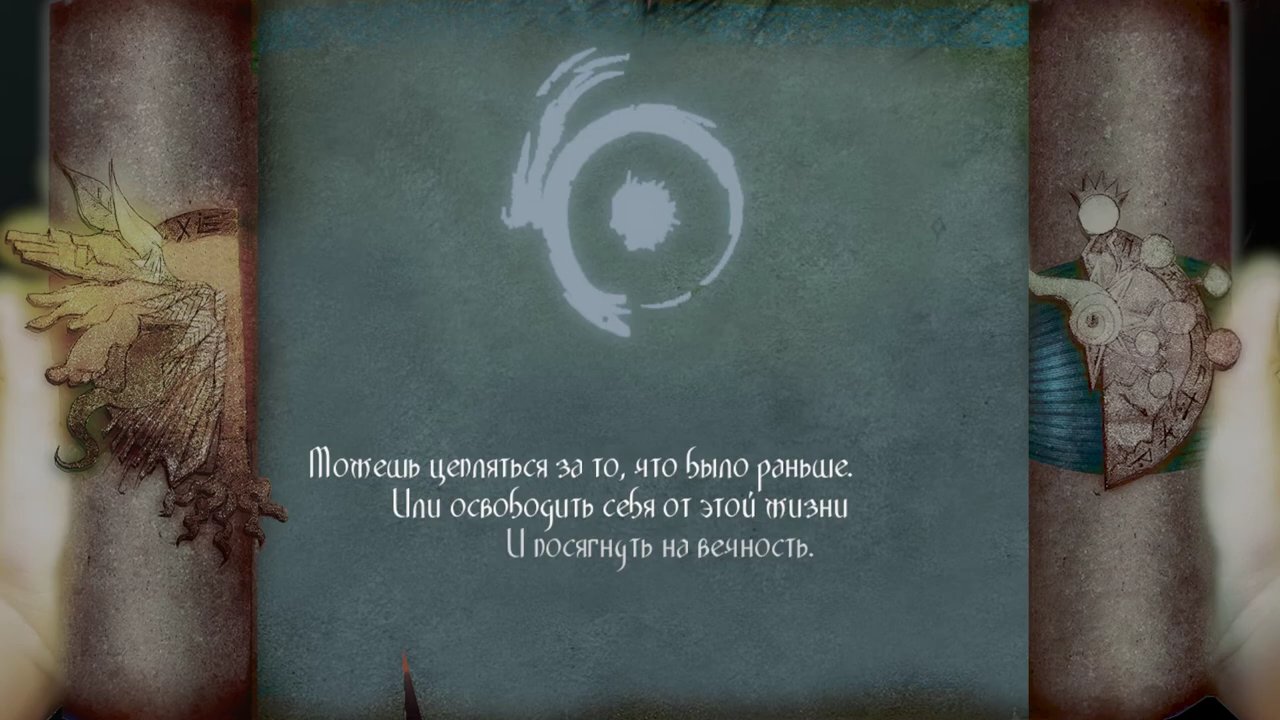 Можешь цепляться за то, что было раньше.
Или освободить себя от этой жизни
И посягнуть на вечность.